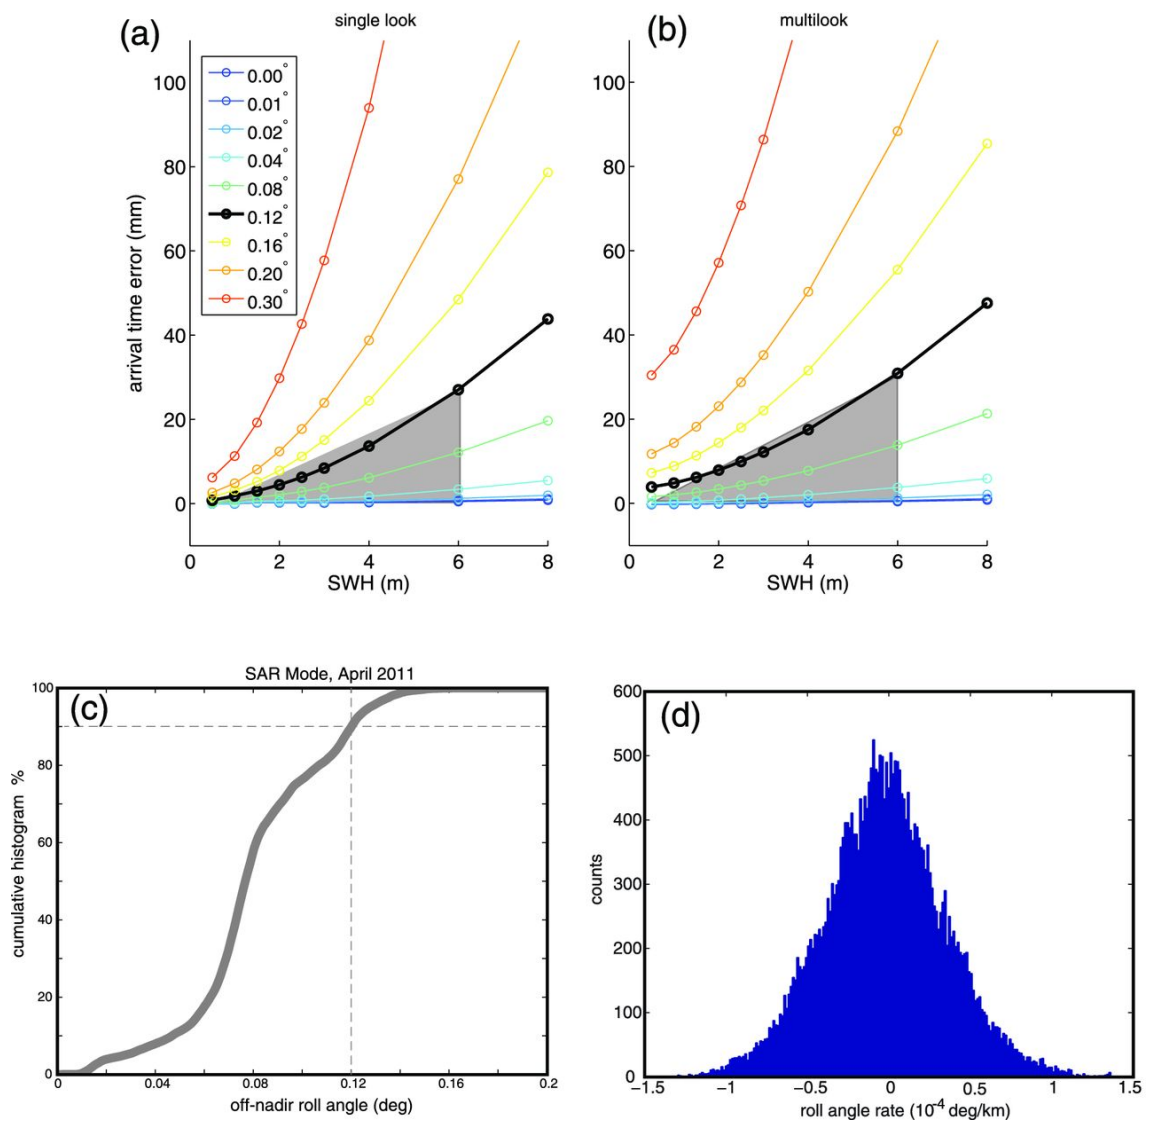 single look
multilook
(a)
(b)
0.00°
0.01°
0.02°
0.04°
0.08°
0.12°
0.16°
0.20°
0.30°
arrival time error (mm)
100
80
60
40
20
0
0 2 4 6 8
SWH (m)
100
80
60
40
20
0
0 2 4 6 8
SWH (m)
SAR Mode, April 2011
(c)
cumulative histogram %
100
80
60
40
20
0
0 0.04 0.08 0.12 0.16 0.2
off-nadir roll angle (deg)
(d)
counts
600
500
400
300
200
100
0
−1.5 −1 −0.5 0 0.5 1 1.5
roll angle rate (10⁻⁴ deg/km)